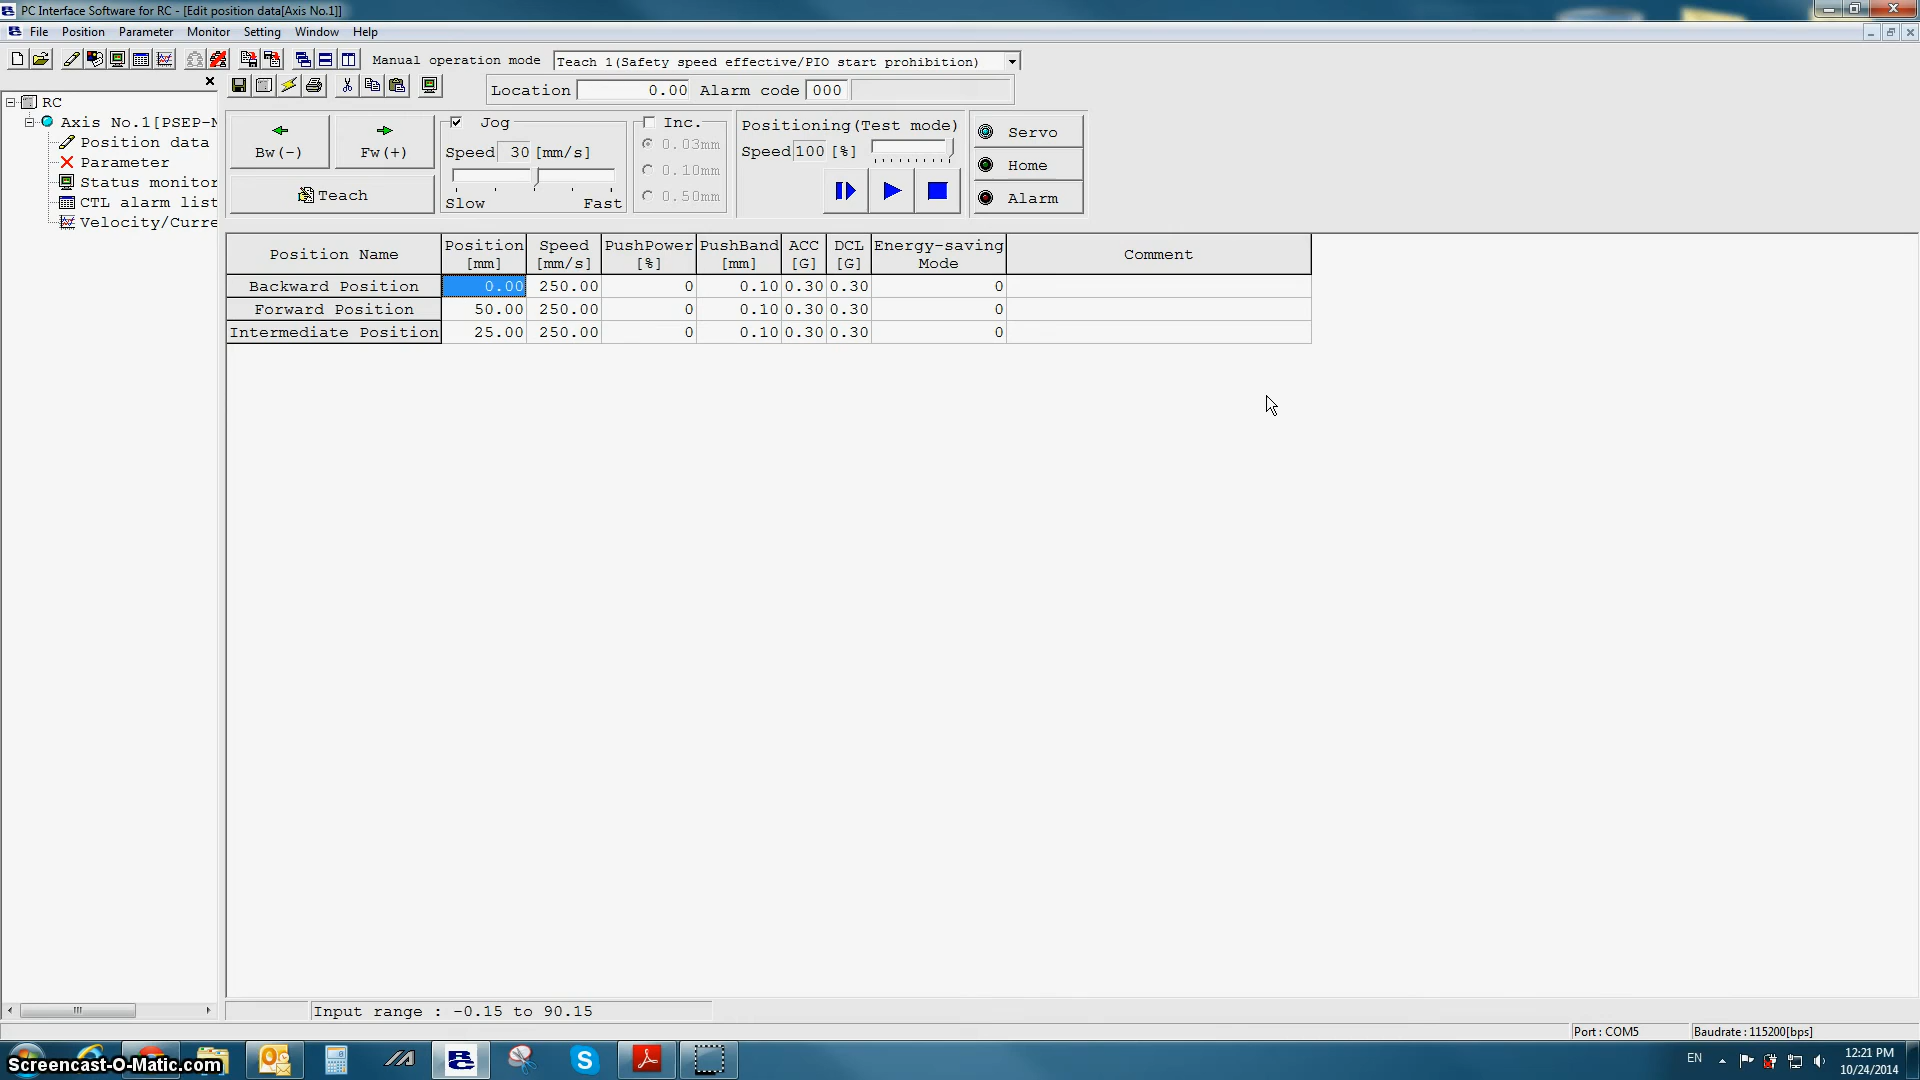 PC Interface Software for RC - [Edit position data[Axis No.1]]
File Position Parameter Monitor Setting Window Help
Manual operation mode Teach 1(Safety speed effective/PIO start prohibition)
Location 0.00 Alarm code 000
RC
Axis No.1[PSEP-N
Position data
Parameter
Status monitor
CTL alarm list
Velocity/Curre
Bw(-) Fw(+)
Teach
Jog
Speed 30 [mm/s]
Slow Fast
Inc.
0.03mm
0.10mm
0.50mm
Positioning(Test mode)
Speed 100 [%]
Servo
Home
Alarm
Position Name Position [mm] Speed [mm/s] PushPower [%] PushBand [mm] ACC [G] DCL [G] Energy-saving Mode Comment
Backward Position 0.00 250.00 0 0.10 0.30 0.30 0
Forward Position 50.00 250.00 0 0.10 0.30 0.30 0
Intermediate Position 25.00 250.00 0 0.10 0.30 0.30 0
Input range : -0.15 to 90.15
Port : COM5 Baudrate : 115200[bps]
Screencast-O-Matic.com
EN
12:21 PM
10/24/2014